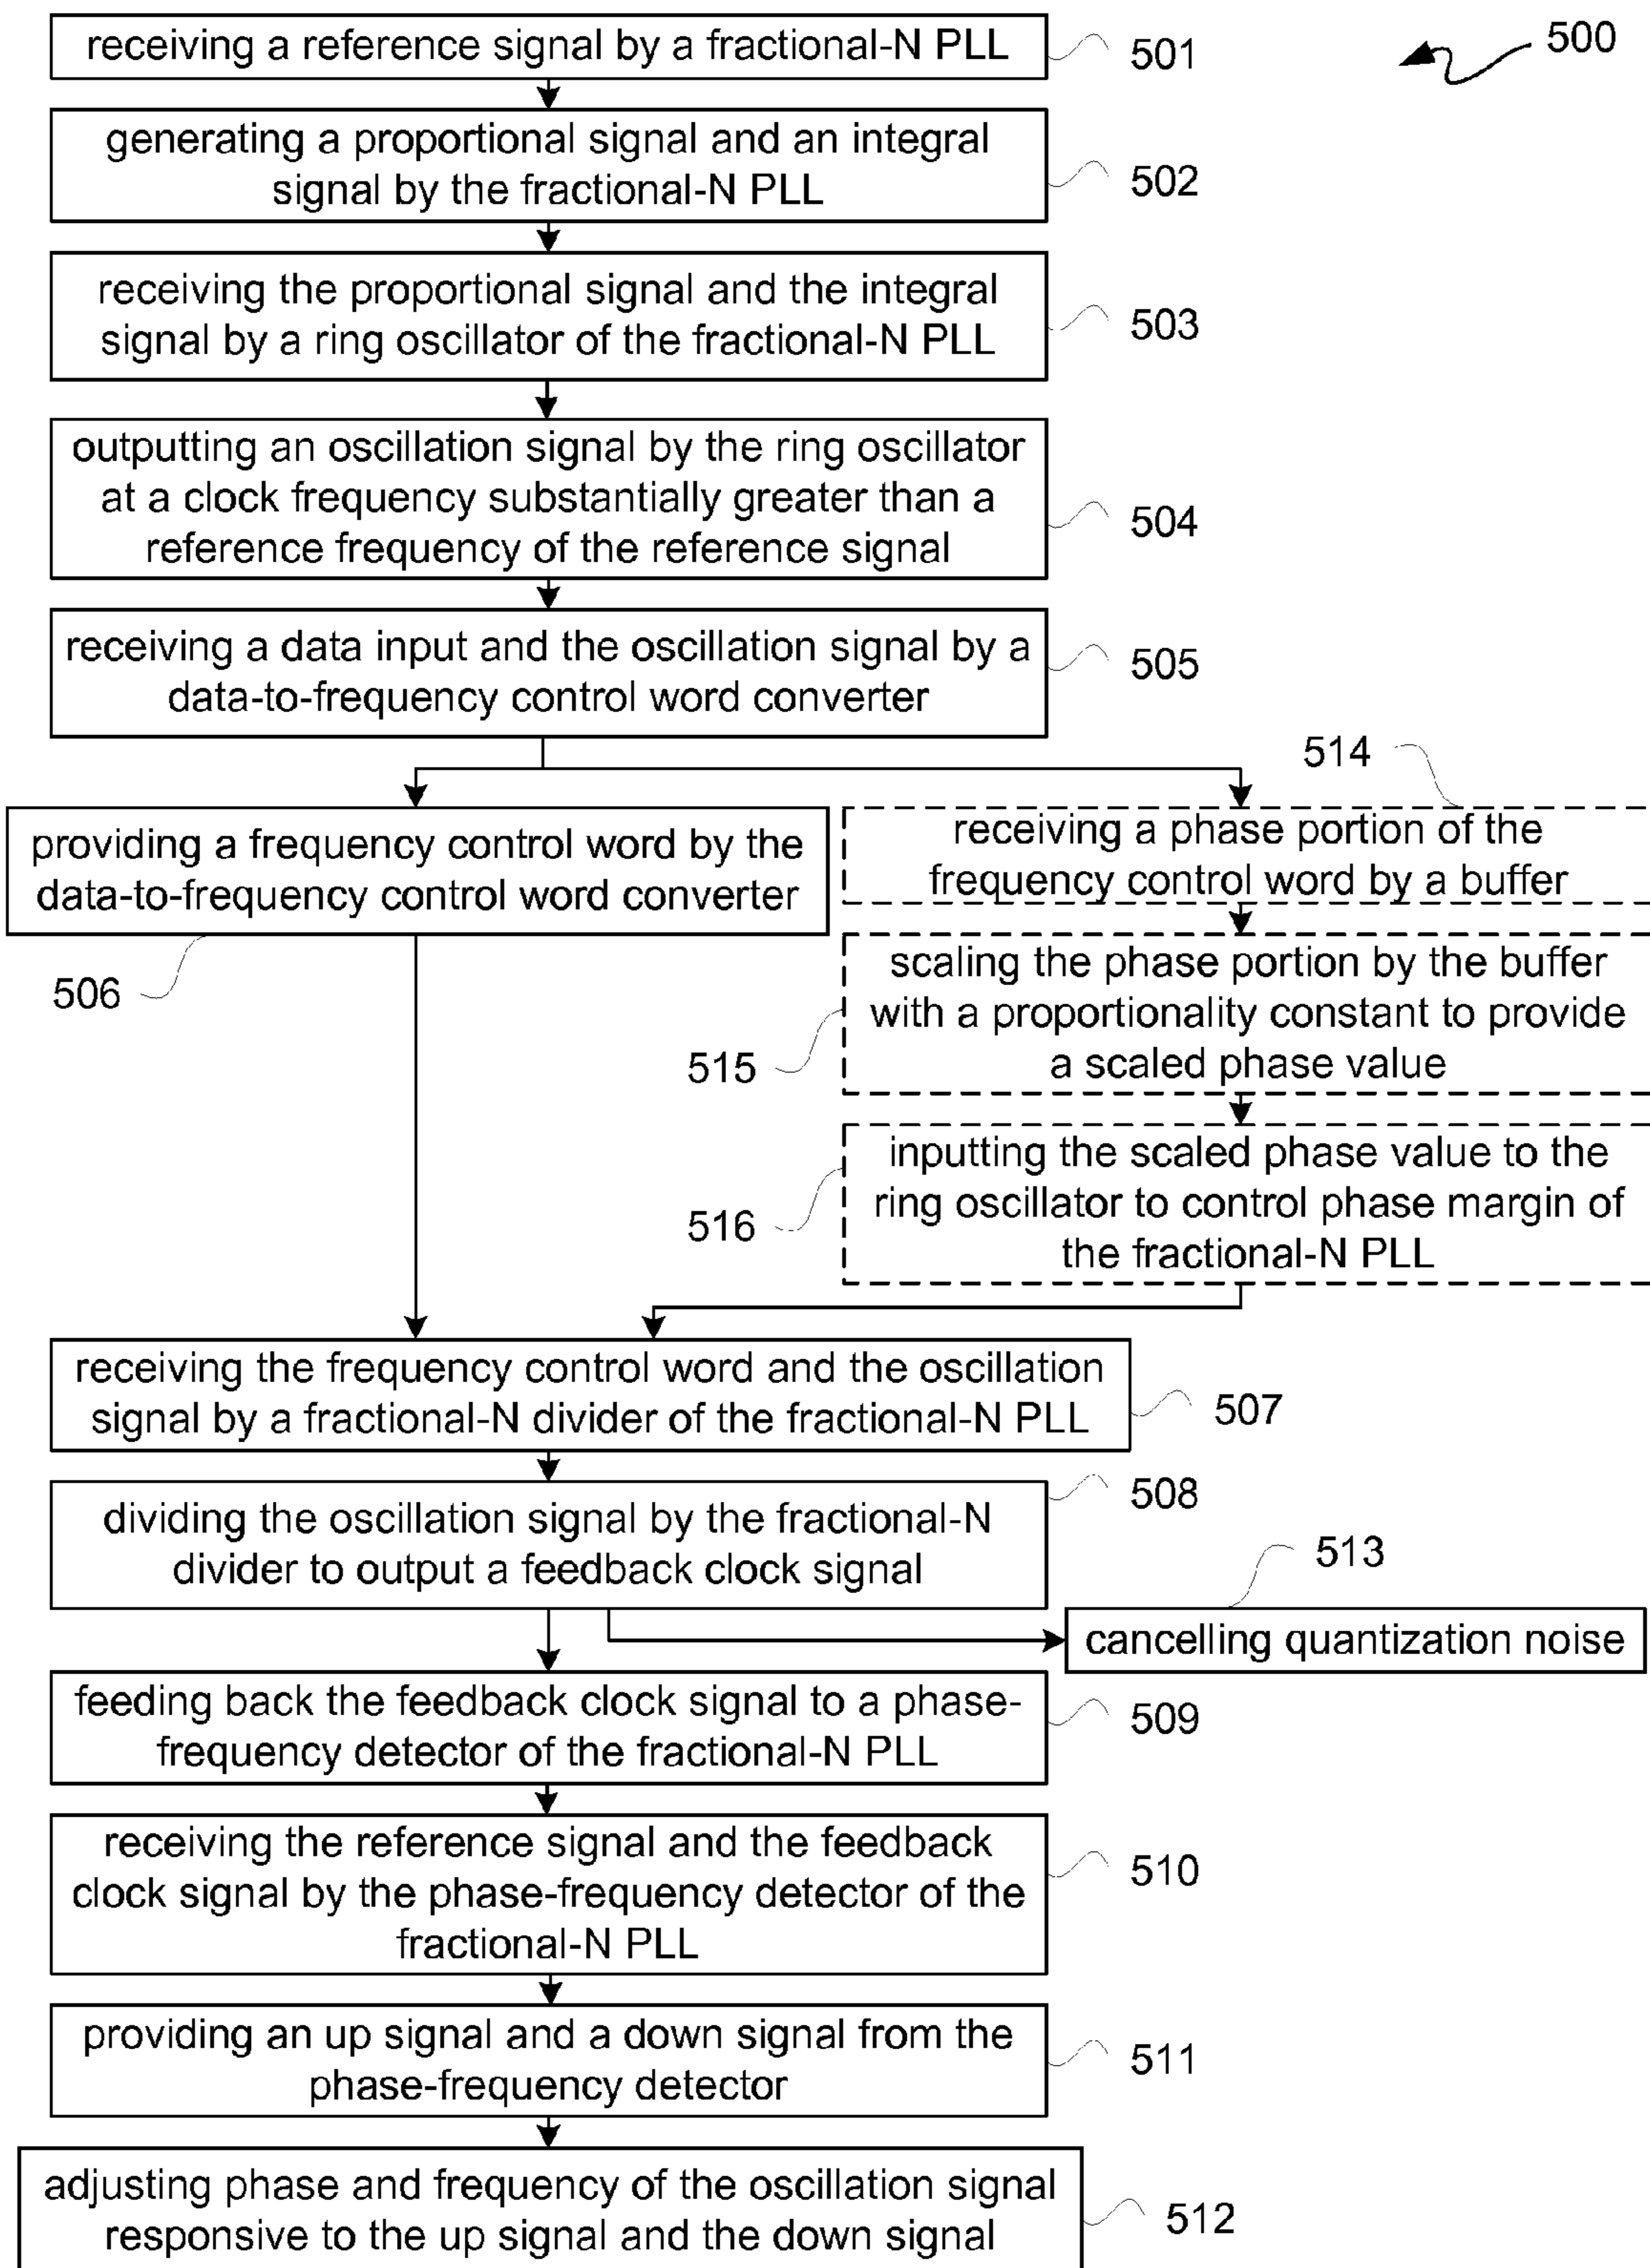 receiving a reference signal by a fractional-N PLL
501
500
generating a proportional signal and an integral
signal by the fractional-N PLL
502
receiving the proportional signal and the integral
signal by a ring oscillator of the fractional-N PLL
503
outputting an oscillation signal by the ring oscillator
at a clock frequency substantially greater than a
reference frequency of the reference signal
504
receiving a data input and the oscillation signal by a
data-to-frequency control word converter
505
514
providing a frequency control word by the
data-to-frequency control word converter
506
receiving a phase portion of the
frequency control word by a buffer
scaling the phase portion by the buffer
with a proportionality constant to provide
a scaled phase value
515
inputting the scaled phase value to the
ring oscillator to control phase margin of
the fractional-N PLL
516
receiving the frequency control word and the oscillation
signal by a fractional-N divider of the fractional-N PLL
507
dividing the oscillation signal by the fractional-N
divider to output a feedback clock signal
508
513
cancelling quantization noise
feeding back the feedback clock signal to a phase-
frequency detector of the fractional-N PLL
509
receiving the reference signal and the feedback
clock signal by the phase-frequency detector of the
fractional-N PLL
510
providing an up signal and a down signal from the
phase-frequency detector
511
adjusting phase and frequency of the oscillation signal
responsive to the up signal and the down signal
512